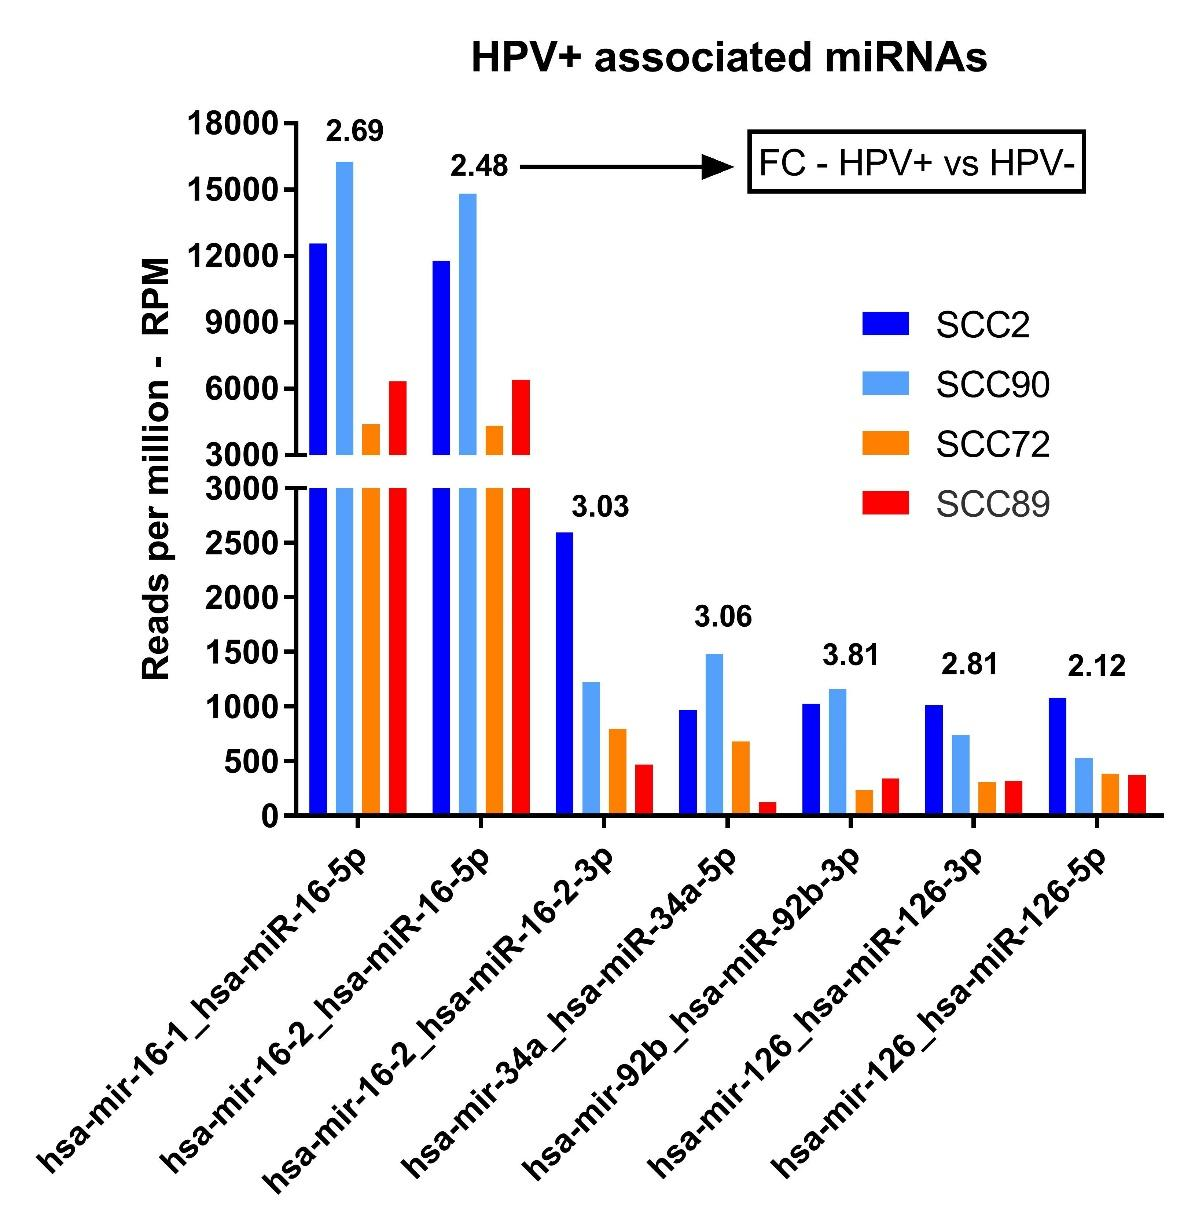 HPV+ associated miRNAs
Reads per million - RPM
18000
15000
12000
9000
6000
3000
3000
2500
2000
1500
1000
500
0
2.69
2.48
FC - HPV+ vs HPV-
3.03
3.06
3.81
2.81
2.12
SCC2
SCC90
SCC72
SCC89
hsa-mir-16-1_hsa-miR-16-5p
hsa-mir-16-2_hsa-miR-16-5p
hsa-mir-16-2_hsa-miR-16-2-3p
hsa-mir-34a_hsa-miR-34a-5p
hsa-mir-92b_hsa-miR-92b-3p
hsa-mir-126_hsa-miR-126-3p
hsa-mir-126_hsa-miR-126-5p